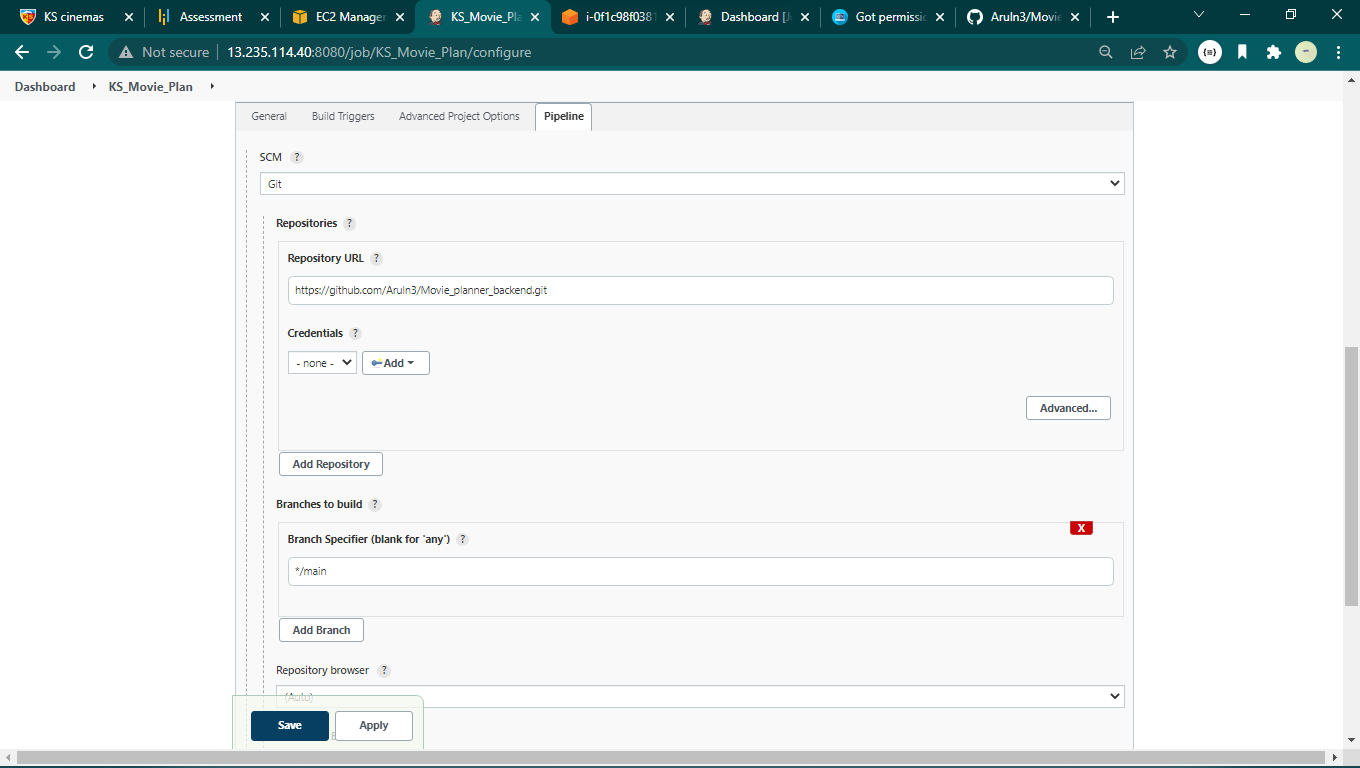 KS cinemas
Assessment
EC2 Manager
KS_Movie_Pla
i-0f1c98f0381
Dashboard [J
Got permissio
Aruln3/Movie
Not secure
13.235.114.40:8080/job/KS_Movie_Plan/configure
Dashboard
KS_Movie_Plan
General
Build Triggers
Advanced Project Options
Pipeline
SCM ?
Git
Repositories ?
Repository URL ?
https://github.com/Aruln3/Movie_planner_backend.git
Credentials ?
- none -
Add
Advanced...
Add Repository
Branches to build ?
X
Branch Specifier (blank for 'any') ?
*/main
Add Branch
Repository browser ?
(Auto)
Save
Apply